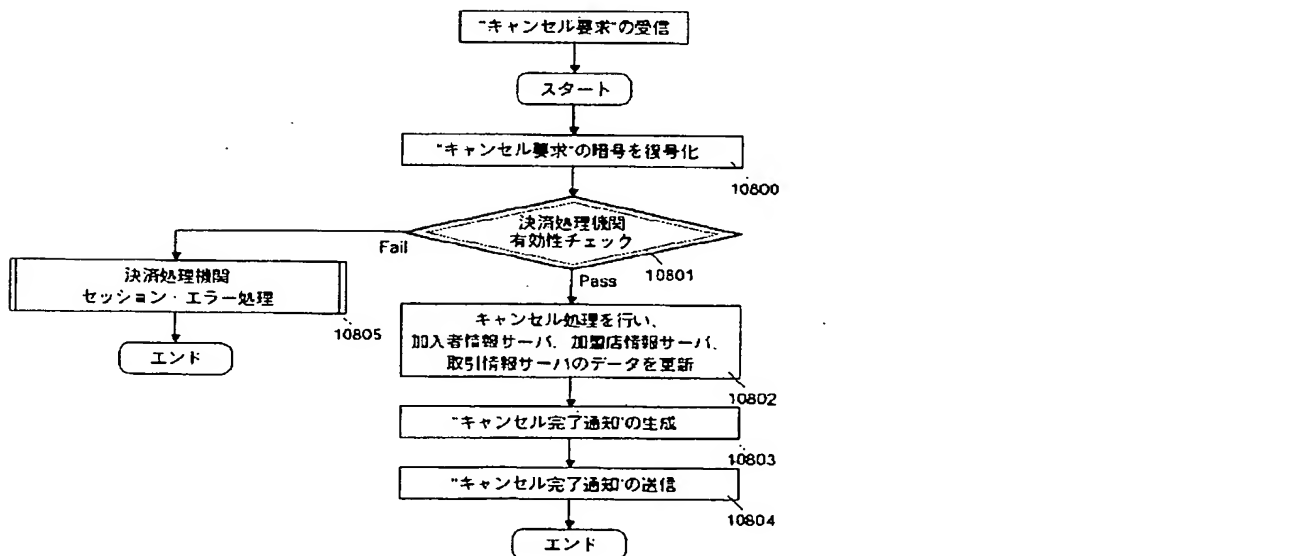 "キャンセル要求"の受信
スタート
"キャンセル要求"の暗号を復号化
10800
決済処理機関
有効性チェック
10801
Fail
Pass
決済処理機関
セッション・エラー処理
10805
エンド
キャンセル処理を行い、
加入者情報サーバ、加盟店情報サーバ、
取引情報サーバのデータを更新
10802
"キャンセル完了通知"の生成
10803
"キャンセル完了通知"の送信
10804
エンド